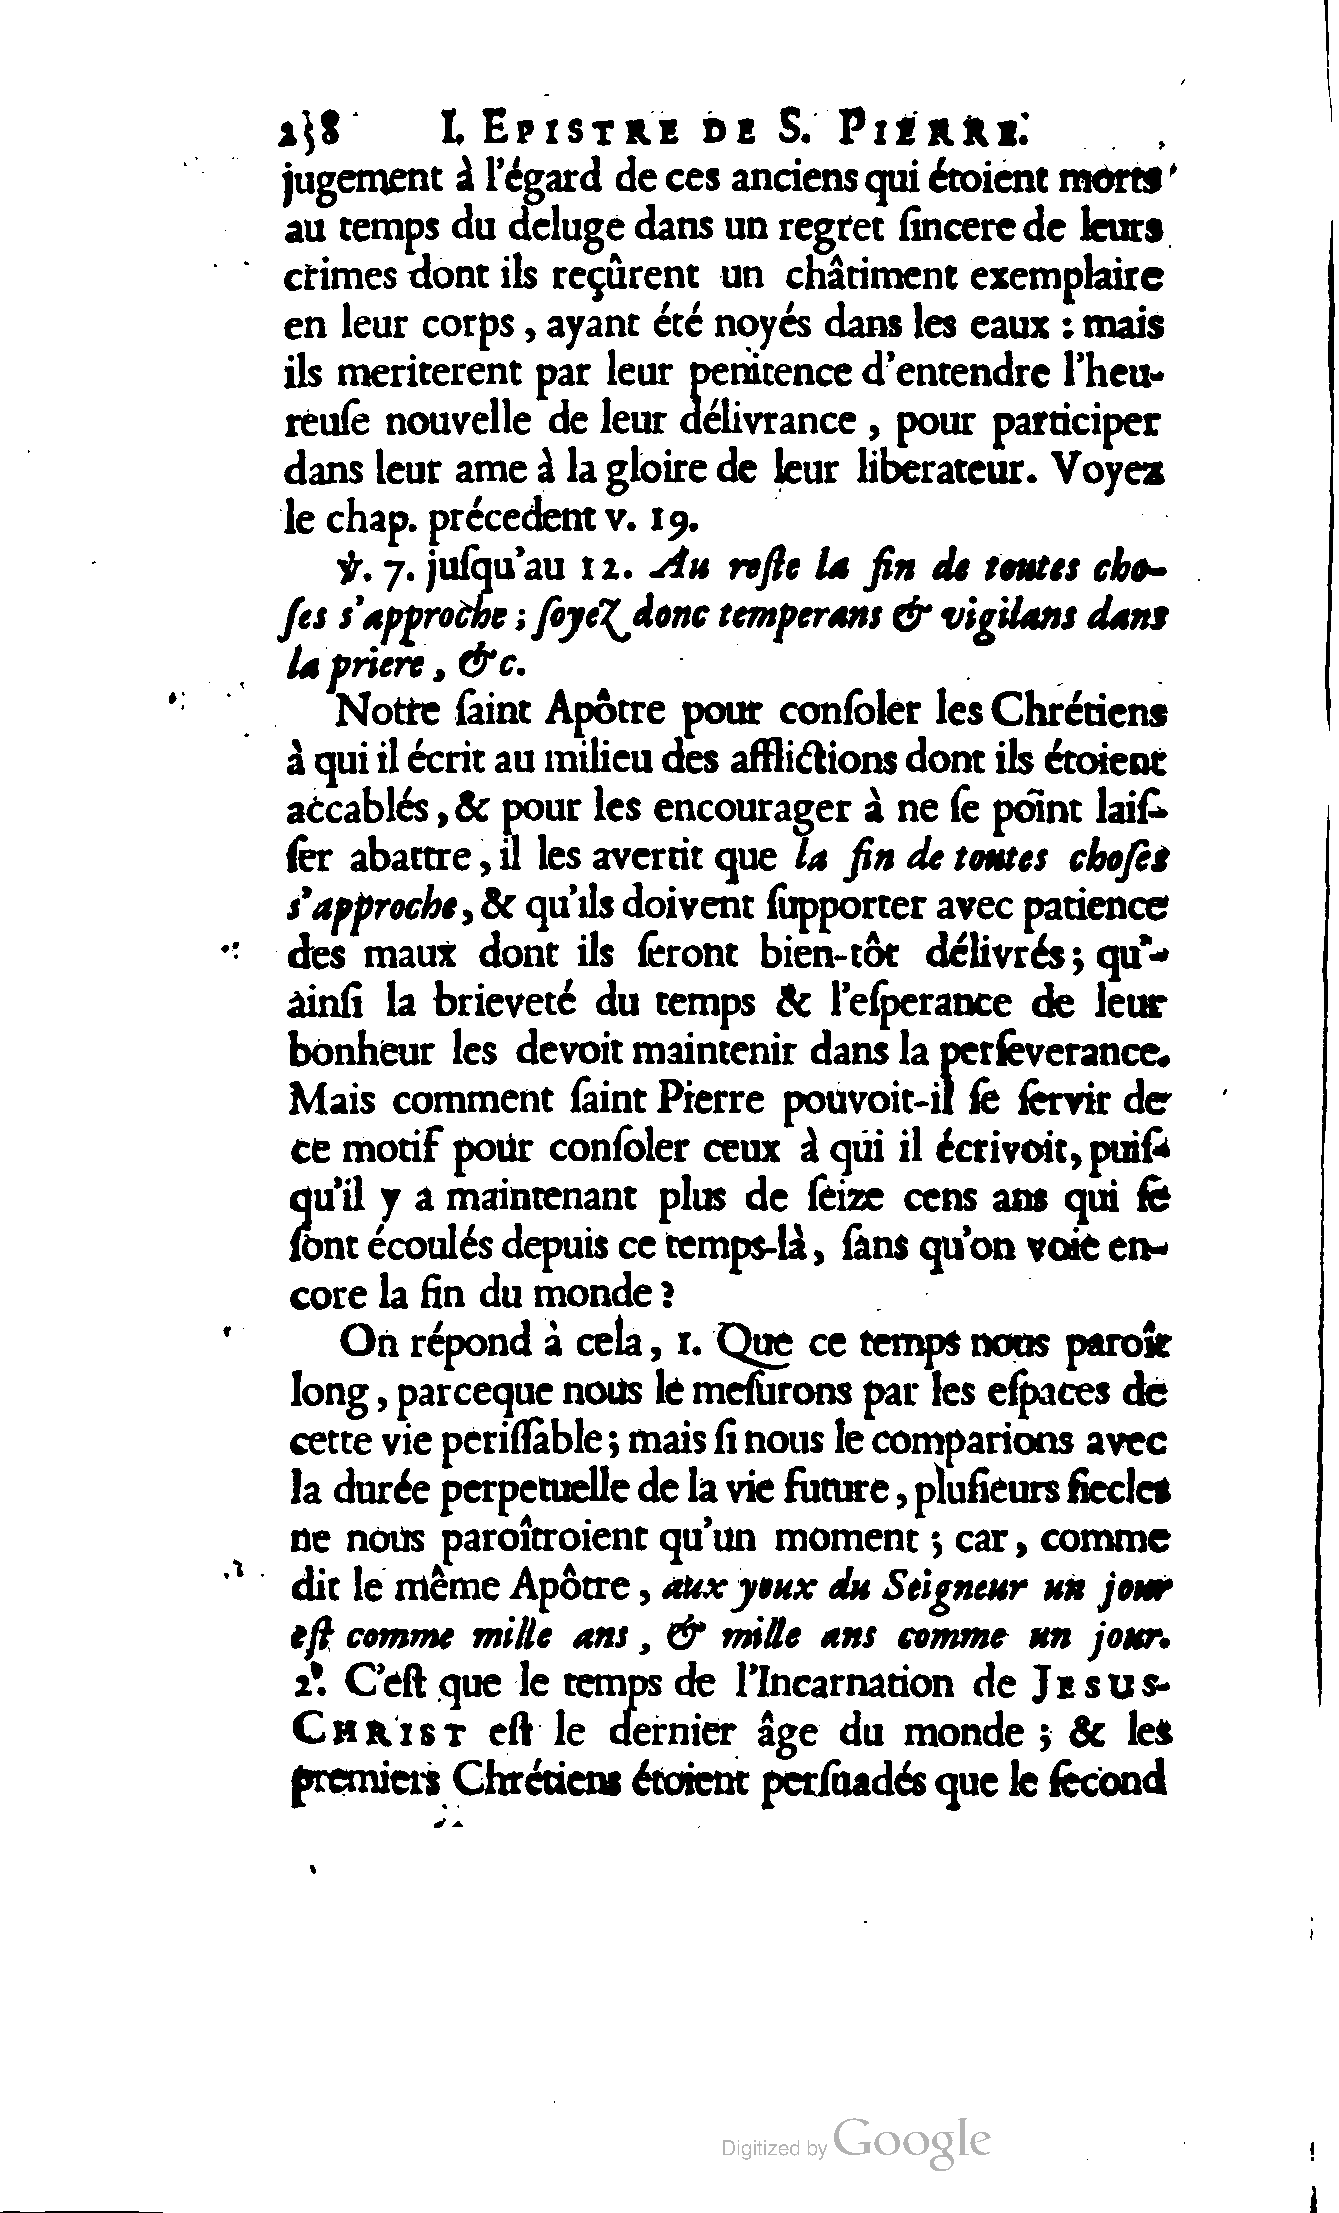 238 I. EPISTRE DE S. PIERRE.
jugement à l'égard de ces anciens qui étoient morts
au temps du deluge dans un regret ſincere de leurs
crimes dont ils reçûrent un châtiment exemplaire
en leur corps, ayant été noyés dans les eaux : mais
ils meriterent par leur penitence d'entendre l'heu-
reuſe nouvelle de leur délivrance, pour participer
dans leur ame à la gloire de leur liberateur. Voyez
le chap. précedent v. 19.
℣. 7. juſqu'au 12. Au reſte la fin de toutes cho-
ſes s'approche ; ſoyez donc temperans & vigilans dans
la priere, &c.
Notre ſaint Apôtre pour conſoler les Chrétiens
à qui il écrit au milieu des afflictions dont ils étoient
accablés, & pour les encourager à ne ſe point laiſ-
ſer abattre, il les avertit que la fin de toutes choſes
s'approche, & qu'ils doivent ſupporter avec patience
des maux dont ils ſeront bien-tôt délivrés ; qu'-
ainſi la brieveté du temps & l'eſperance de leur
bonheur les devoit maintenir dans la perſeverance.
Mais comment ſaint Pierre pouvoit-il ſe ſervir de
ce motif pour conſoler ceux à qui il écrivoit, puiſ-
qu'il y a maintenant plus de ſeize cens ans qui ſe
ſont écoulés depuis ce temps-là, ſans qu'on voie en-
core la fin du monde ?
On répond à cela, 1. Que ce temps nous paroît
long, parceque nous le meſurons par les eſpaces de
cette vie periſſable ; mais ſi nous le comparions avec
la durée perpetuelle de la vie future, pluſieurs ſiecles
ne nous paroîtroient qu'un moment ; car, comme
dit le même Apôtre, aux yeux du Seigneur un jour
eſt comme mille ans, & mille ans comme un jour.
2°. C'eſt que le temps de l'Incarnation de JESUS-
CHRIST eſt le dernier âge du monde ; & les
premiers Chrétiens étoient perſuadés que le ſecond
Digitized by Google